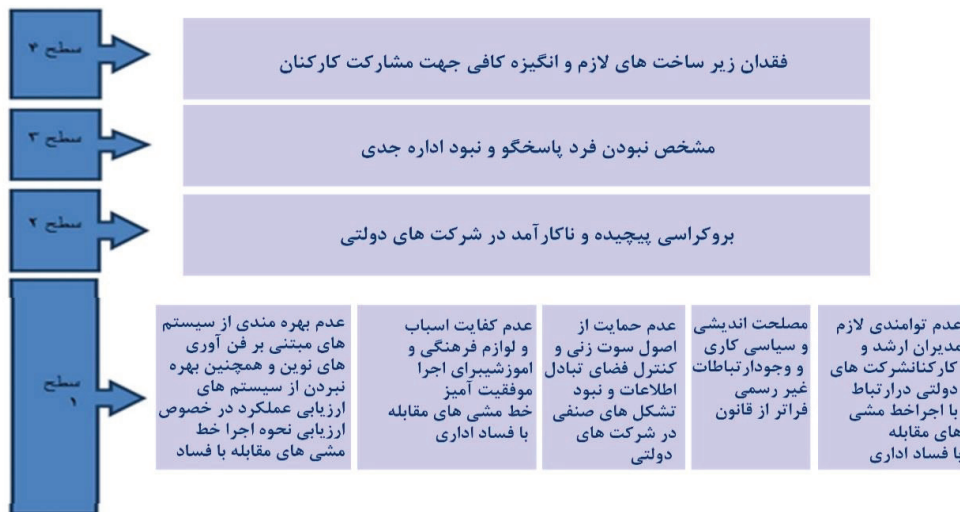 سطح ۴
فقدان زیر ساخت های لازم و انگیزه کافی جهت مشارکت کارکنان
سطح ۳
مشخص نبودن فرد پاسخگو و نبود اداره جدی
سطح ۲
بروکراسی پیچیده و ناکارآمد در شرکت های دولتی
سطح
۱
عدم توامندی لازم
مدیران ارشد و
کارکنانشرکت های
دولتی درارتباط
با اجراخط مشی
های مقابله
با فساد اداری
مصلحت اندیشی
و سیاسی کاری
و وجودارتباطات
غیر رسمی
فراتر از قانون
عدم حمایت از
اصول سوت زنی و
کنترل فضای تبادل
اطلاعات و نبود
تشکل های صنفی
در شرکت های
دولتی
عدم کفایت اسباب
و لوازم فرهنگی و
اموزشیبرای اجرا
موفقیت آمیز
خط مشی های مقابله
با فساد اداری
عدم بهره مندی از سیستم
های مبتنی بر فن آوری
های نوین و همچنین بهره
نبردن از سیستم های
ارزیابی عملکرد در خصوص
ارزیابی نحوه اجرا خط
مشی های مقابله با فساد